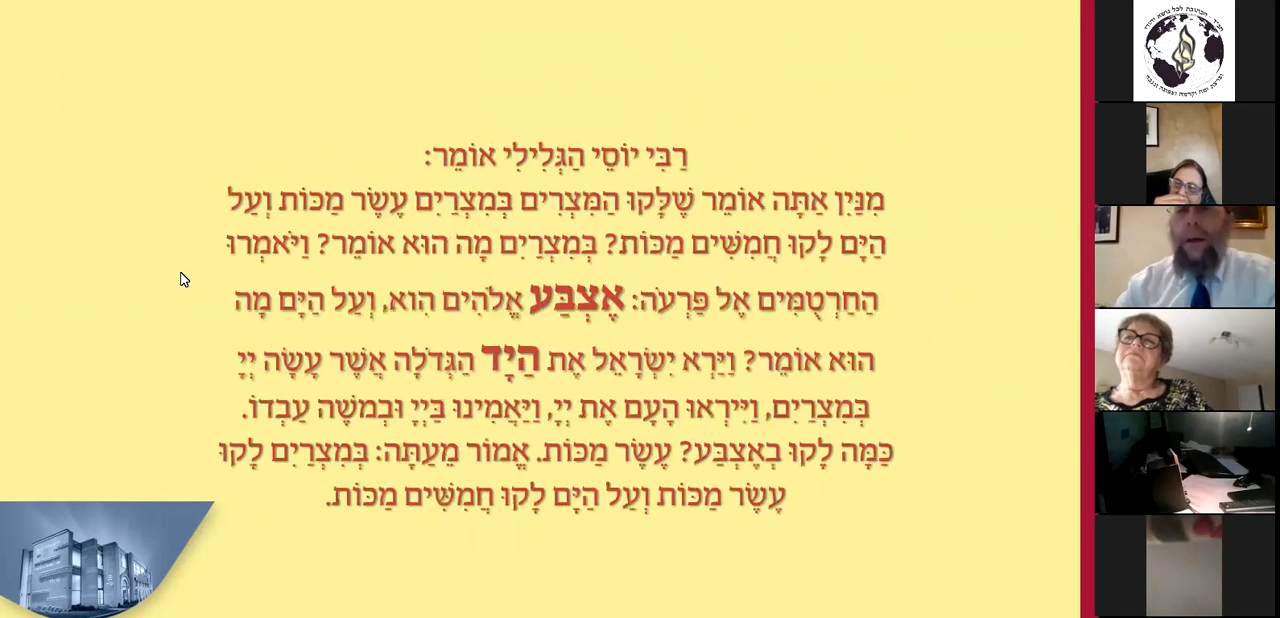 רַבִּי יוֹסֵי הַגְּלִילִי אוֹמֵר:
מִנַּיִן אַתָּה אוֹמֵר שֶׁלָּקוּ הַמִּצְרִים בְּמִצְרַיִם עֶשֶׂר מַכּוֹת וְעַל
הַיָּם לָקוּ חֲמִשִּׁים מַכּוֹת? בְּמִצְרַיִם מָה הוּא אוֹמֵר? וַיֹּאמְרוּ
הַחַרְטֻמִּים אֶל פַּרְעֹה: אֶצְבַּע אֱלֹהִים הִוא, וְעַל הַיָּם מָה
הוּא אוֹמֵר? וַיַּרְא יִשְׂרָאֵל אֶת הַיָּד הַגְּדֹלָה אֲשֶׁר עָשָׂה יְיָ
בְּמִצְרַיִם, וַיִּירְאוּ הָעָם אֶת יְיָ, וַיַּאֲמִינוּ בַּייָ וּבְמֹשֶׁה עַבְדוֹ.
כַּמָּה לָקוּ בְאֶצְבַּע? עֶשֶׂר מַכּוֹת. אֱמוֹר מֵעַתָּה: בְּמִצְרַיִם לָקוּ
עֶשֶׂר מַכּוֹת וְעַל הַיָּם לָקוּ חֲמִשִּׁים מַכּוֹת.